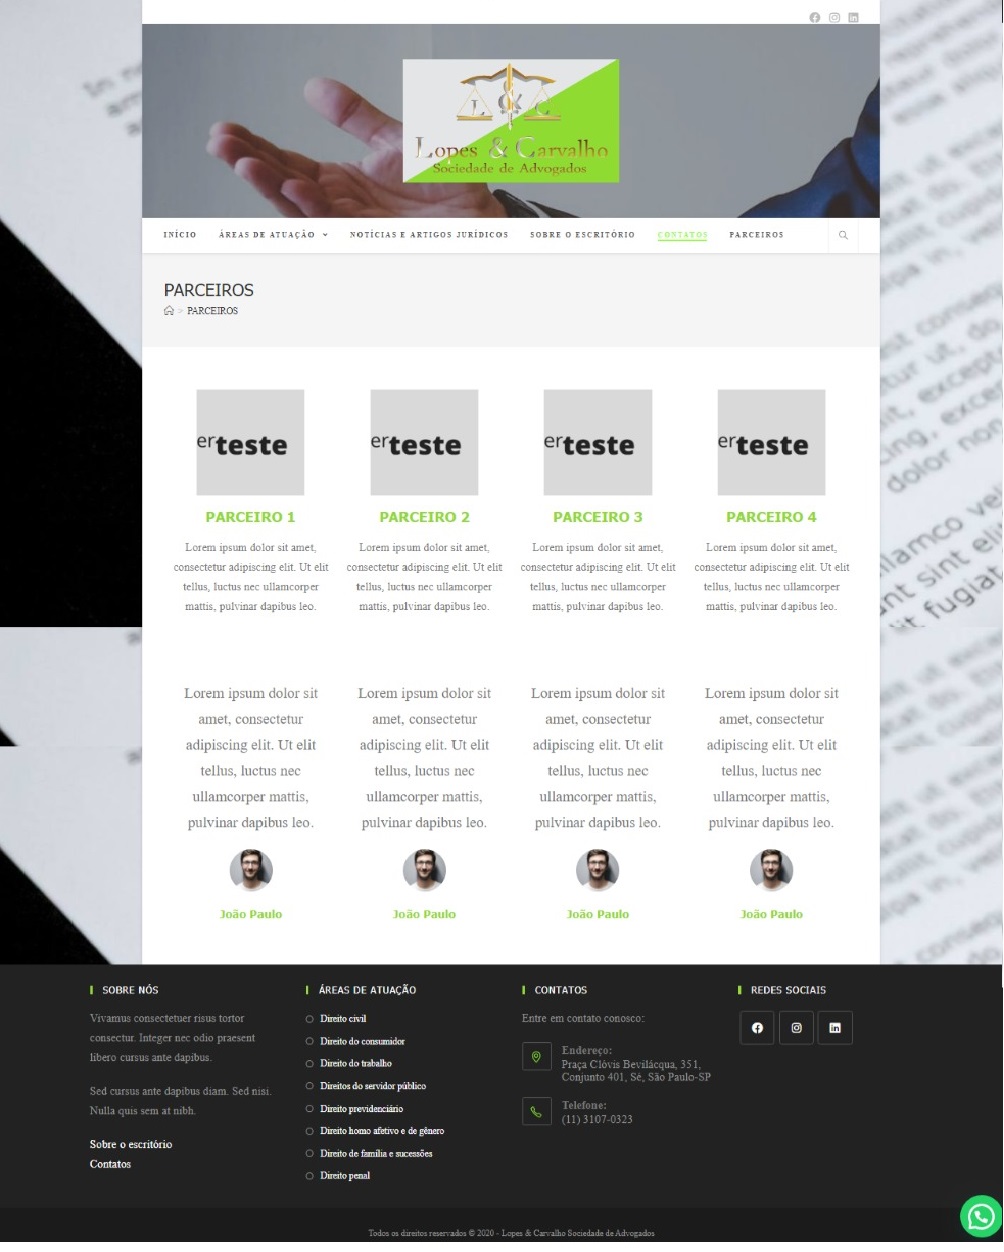 L & C
Lopes & Carvalho
Sociedade de Advogados
INÍCIO ÁREAS DE ATUAÇÃO NOTÍCIAS E ARTIGOS JURÍDICOS SOBRE O ESCRITÓRIO CONTATOS PARCEIROS
PARCEIROS
> PARCEIROS
erteste erteste erteste erteste
PARCEIRO 1 PARCEIRO 2 PARCEIRO 3 PARCEIRO 4
Lorem ipsum dolor sit amet, Lorem ipsum dolor sit amet, Lorem ipsum dolor sit amet, Lorem ipsum dolor sit amet,
consectetur adipiscing elit. Ut elit consectetur adipiscing elit. Ut elit consectetur adipiscing elit. Ut elit consectetur adipiscing elit. Ut elit
tellus, luctus nec ullamcorper tellus, luctus nec ullamcorper tellus, luctus nec ullamcorper tellus, luctus nec ullamcorper
mattis, pulvinar dapibus leo. mattis, pulvinar dapibus leo. mattis, pulvinar dapibus leo. mattis, pulvinar dapibus leo.
Lorem ipsum dolor sit Lorem ipsum dolor sit Lorem ipsum dolor sit Lorem ipsum dolor sit
amet, consectetur amet, consectetur amet, consectetur amet, consectetur
adipiscing elit. Ut elit adipiscing elit. Ut elit adipiscing elit. Ut elit adipiscing elit. Ut elit
tellus, luctus nec tellus, luctus nec tellus, luctus nec tellus, luctus nec
ullamcorper mattis, ullamcorper mattis, ullamcorper mattis, ullamcorper mattis,
pulvinar dapibus leo. pulvinar dapibus leo. pulvinar dapibus leo. pulvinar dapibus leo.
João Paulo João Paulo João Paulo João Paulo
SOBRE NÓS
Vivamus consectetuer risus tortor
consectur. Integer nec odio praesent
libero cursus ante dapibus.
Sed cursus ante dapibus diam. Sed nisi.
Nulla quis sem at nibh.
Sobre o escritório
Contatos
ÁREAS DE ATUAÇÃO
Direito civil
Direito do consumidor
Direito do trabalho
Direitos do servidor público
Direito previdenciário
Direito homo afetivo e de gênero
Direito de família e sucessões
Direito penal
CONTATOS
Entre em contato conosco:
Endereço:
Praça Clóvis Bevilácqua, 351,
Conjunto 401, Sé, São Paulo-SP
Telefone:
(11) 3107-0323
REDES SOCIAIS
Todos os direitos reservados © 2020 - Lopes & Carvalho Sociedade de Advogados